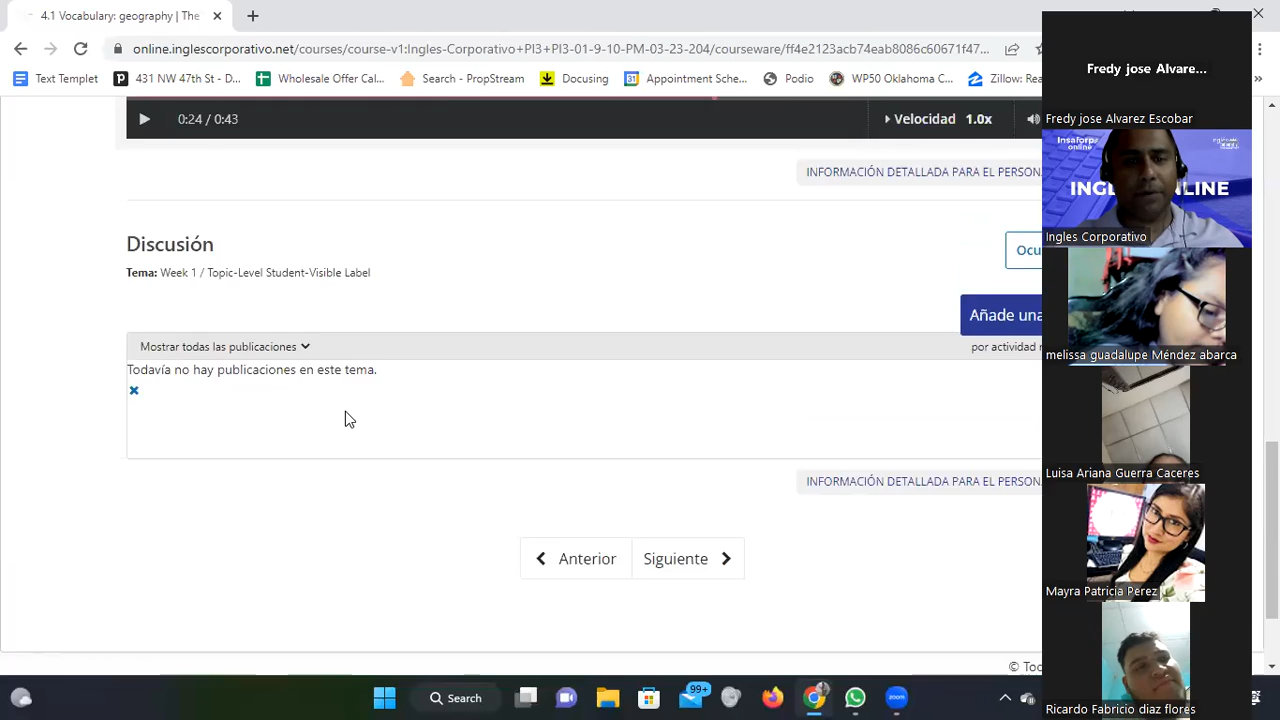 4.1 Vocabulary: geography | The
online.inglescorporativo.net/courses/course-v1:Ingles-Corporativo+PI3+PI3-01-9-10-PM-03-23-204/courseware/ff4e2123acb74eab8086c60671f47...
Text Templet
431 NW 47th St - D...
Wholesale Offer Cal...
Search - PropStream
Docusing
Appointment Sche...
Podio
WP50 Oklahoma C...
Zillow: Rea
0:24 / 0:43
Velocidad 1.0x
INFORMACIÓN DETALLADA PARA EL PERSONA
Discusión
Ocu
Tema: Week 1 / Topic-Level Student-Visible Label
Añade una
Mostrar todas las publicaciones
por actividad r
Todavía no hay publicaciones en este tema.
INFORMACIÓN DETALLADA PARA EL PERSONA
Anterior
Siguiente
© Tod
Search
99+
Fredy jose Alvare...
Fredy jose Alvarez Escobar
Insaforp
online
INGL NLINE
Ingles Corporativo
melissa guadalupe Méndez abarca
Luisa Ariana Guerra Caceres
Mayra Patricia Perez
Ricardo Fabricio diaz flores